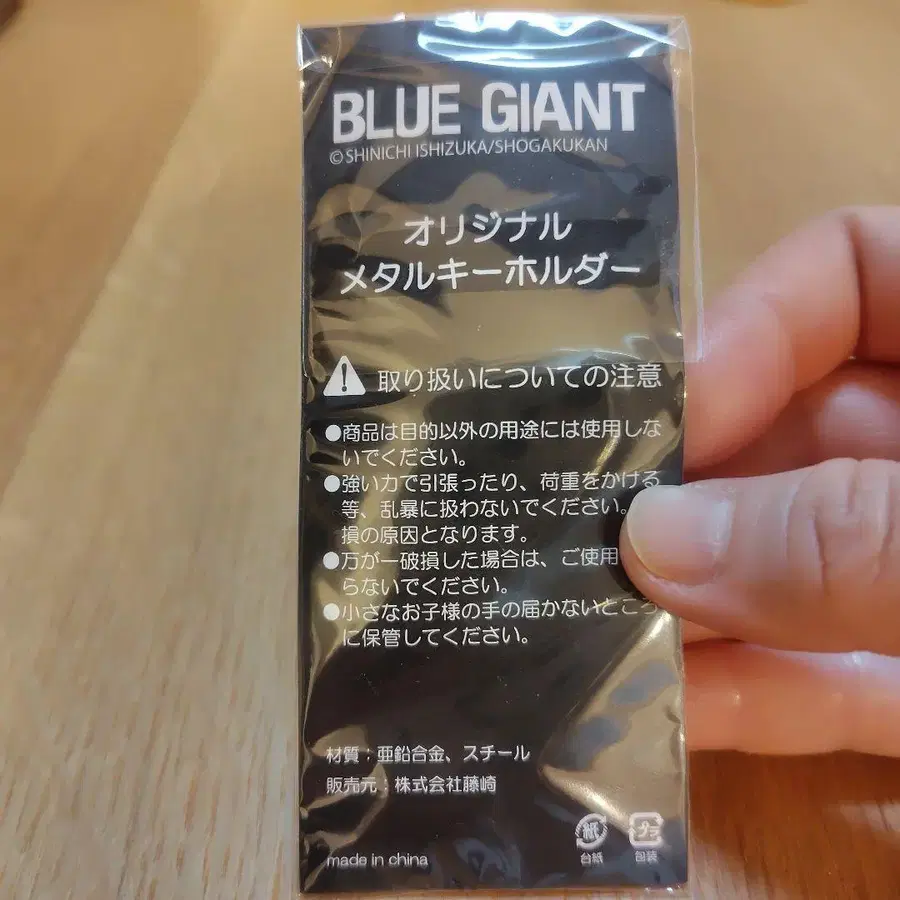 BLUE GIANT
©SHINICHI ISHIZUKA/SHOGAKUKAN
オリジナル
メタルキーホルダー
取り扱いについての注意
●商品は目的以外の用途には使用しな
いでください。
●強い力で引張ったり、荷重をかける
等、乱暴に扱わないでください。
損の原因となります。
●万が一破損した場合は、ご使用
らないでください。
●小さなお子様の手の届かないところ
に保管してください。
材質:亜鉛合金、スチール
販売元:株式会社藤崎
紙 プラ
台紙 包装
made in china